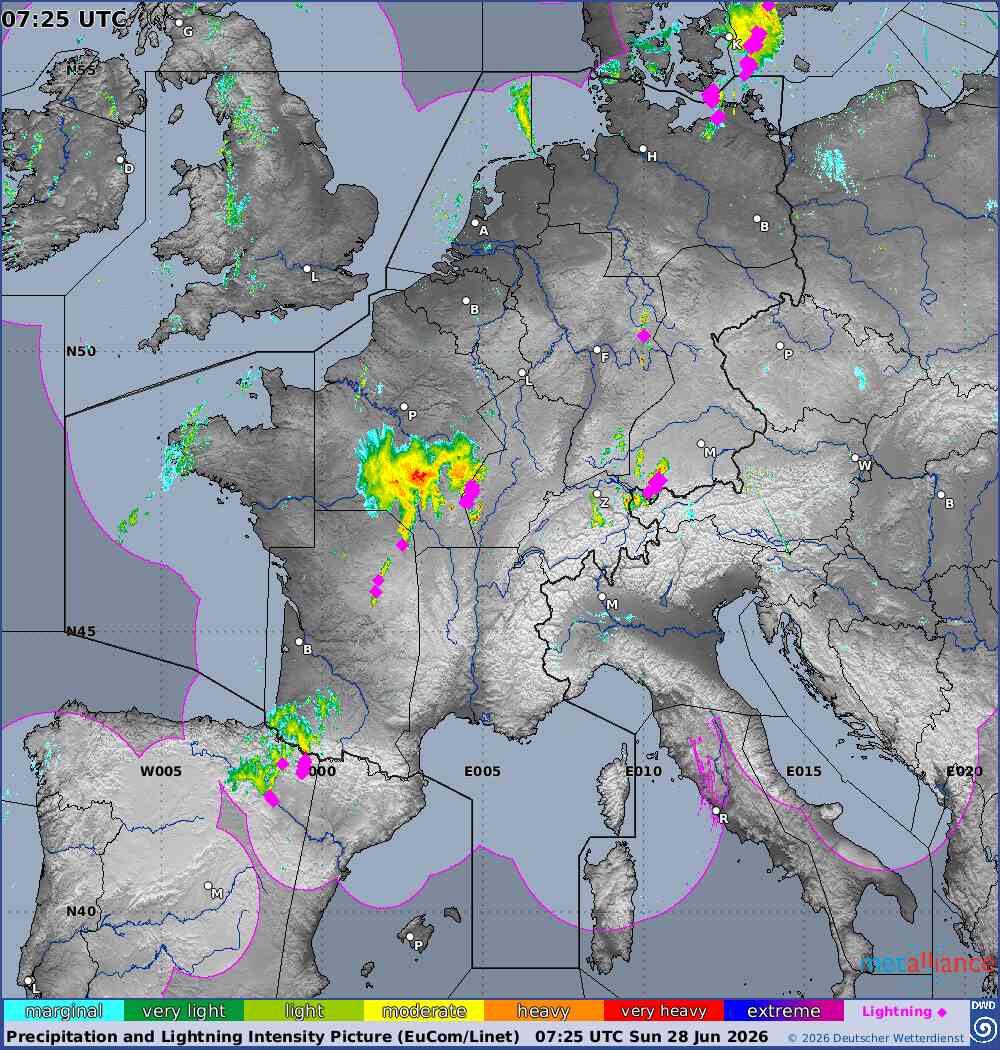 07:25 UTC
G
K
N55
D
H
A
B
L
B
N50
F
P
L
P
M
W
B
Z
M
N45
B
W005
000
E005
E010
E015
E020
R
M
N40
P
L
metalliance
marginal very light light moderate heavy very heavy extreme Lightning
DWD
Precipitation and Lightning Intensity Picture (EuCom/Linet) 07:25 UTC Sun 28 Jun 2026 © 2026 Deutscher Wetterdienst